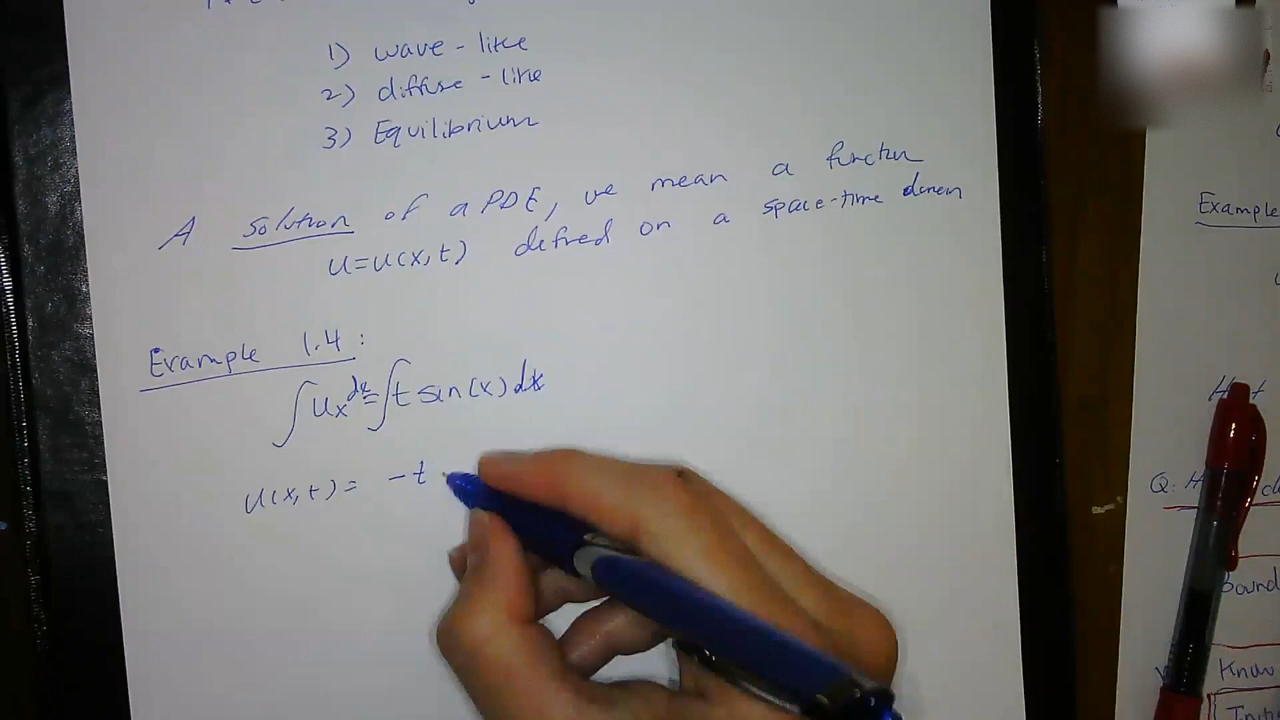 1) wave - like
2) diffuse - like
3) Equilibrium
A solution of a PDE, we mean a function
u=u(x,t) defined on a space-time domain
Example 1.4:
∫u_x dx = ∫t sin(x) dx
u(x,t) = -t
Example
Q: H
Bound
Know